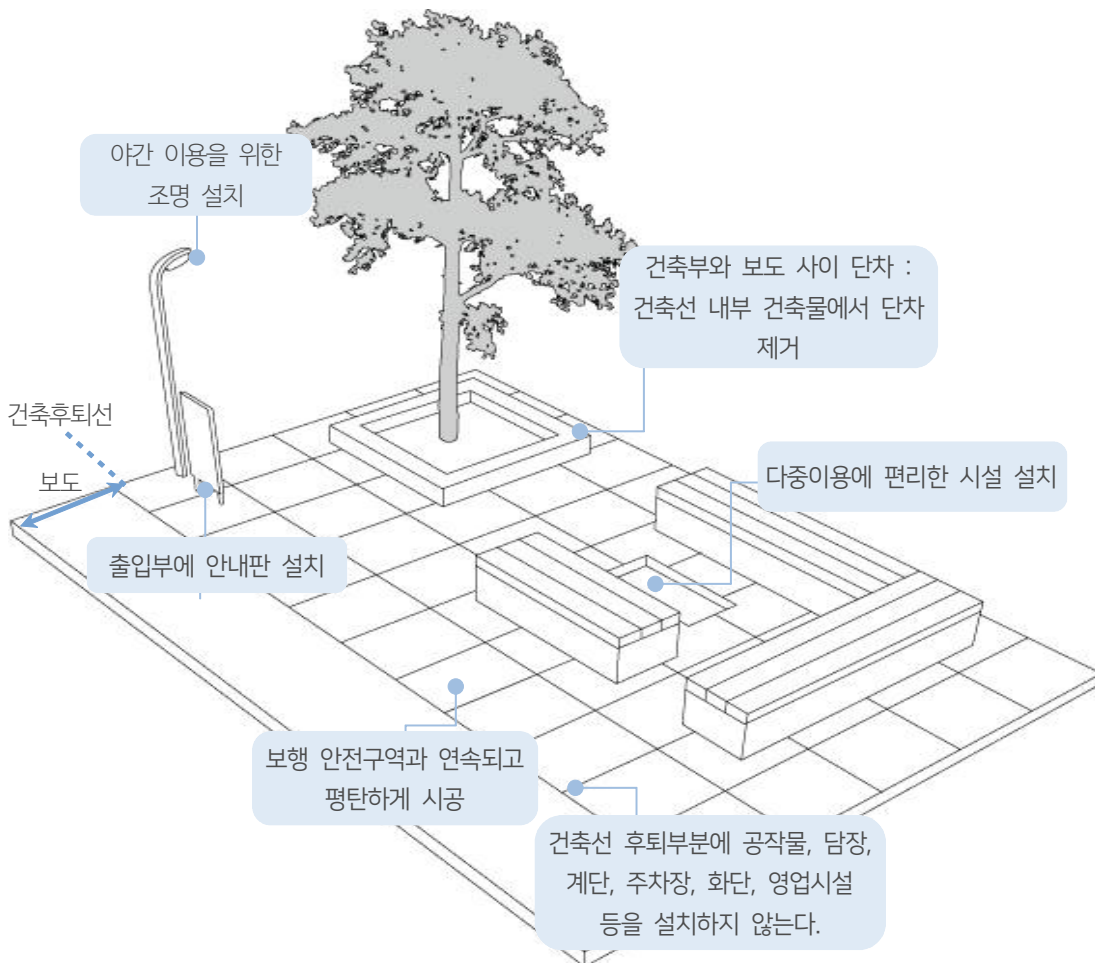 야간 이용을 위한
조명 설치
건축부와 보도 사이 단차 :
건축선 내부 건축물에서 단차
제거
건축후퇴선
보도
다중이용에 편리한 시설 설치
출입부에 안내판 설치
보행 안전구역과 연속되고
평탄하게 시공
건축선 후퇴부분에 공작물, 담장,
계단, 주차장, 화단, 영업시설
등을 설치하지 않는다.